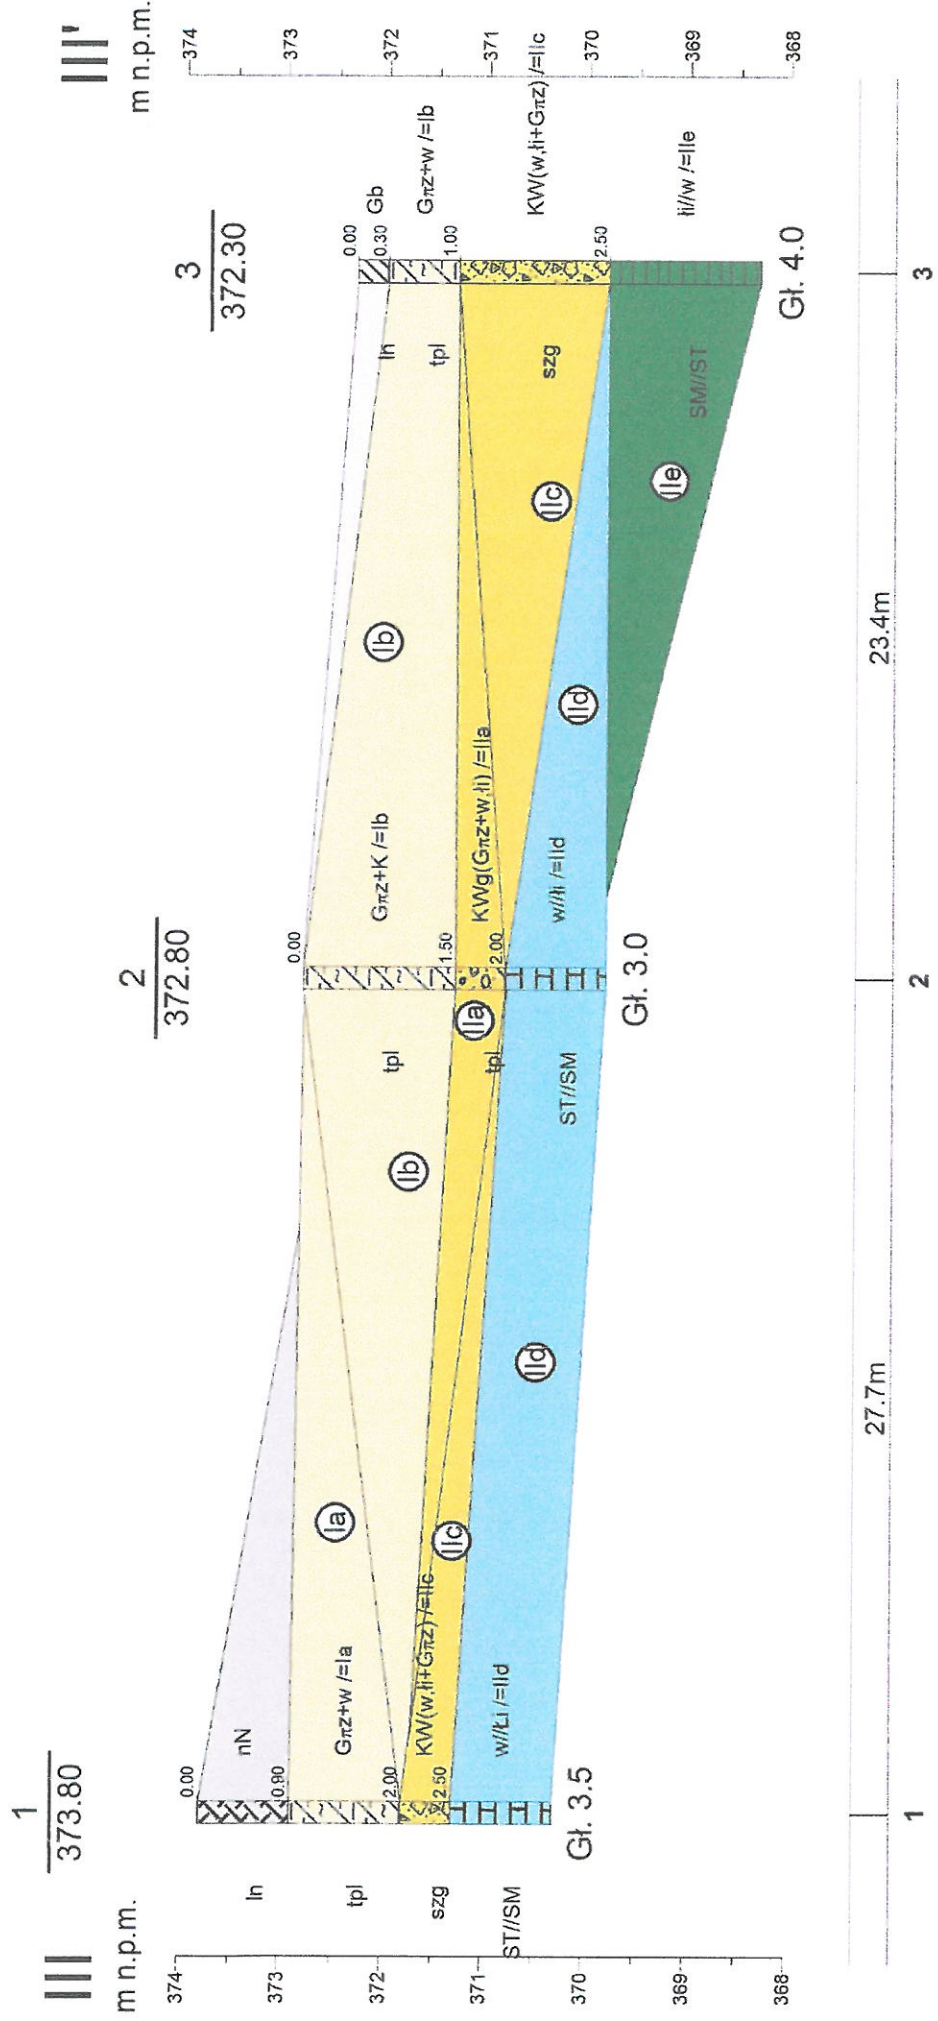 III
m n.p.m.
374
373
372
371
370
369
368
ln
tpl
szg
ST//SM
1
373.80
0.00
0.90
2.00
2.50
Gł. 3.5
nN
Gπz+w /=Ia
KW(w,łi+Gπz) /=IIc
w//Łi /=IId
Ia
IIc
IId
Ib
tpl
IIa
tpl
ST//SM
2
372.80
0.00
1.50
2.00
Gł. 3.0
Gπz+K /=Ib
KWg(Gπz+w,łi) /=IIa
w//łi /=IId
Ib
IId
IIc
IIe
ln
tpl
szg
SM//ST
3
372.30
0.00
0.30
1.00
2.50
Gł. 4.0
Gb
Gπz+w /=Ib
KW(w,łi+Gπz) /=IIc
łi//w /=IIe
III'
m n.p.m.
374
373
372
371
370
369
368
27.7m
23.4m
1
2
3